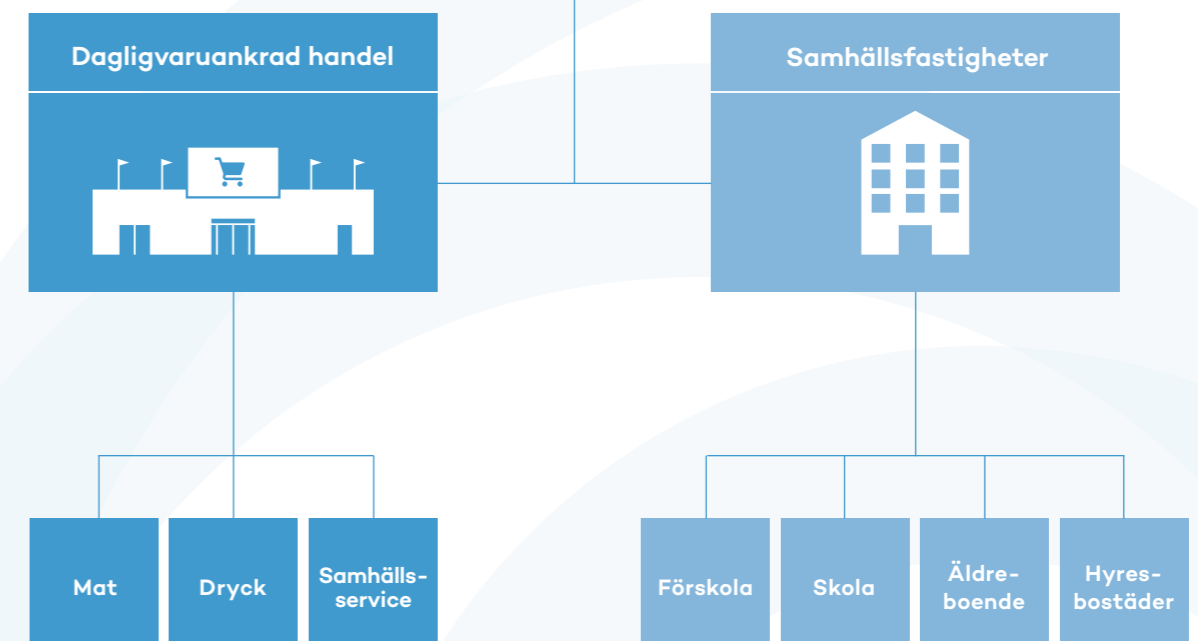 Dagligvaruankrad handel
Samhällsfastigheter
Mat
Dryck
Samhälls-
service
Förskola
Skola
Äldre-
boende
Hyres-
bostäder